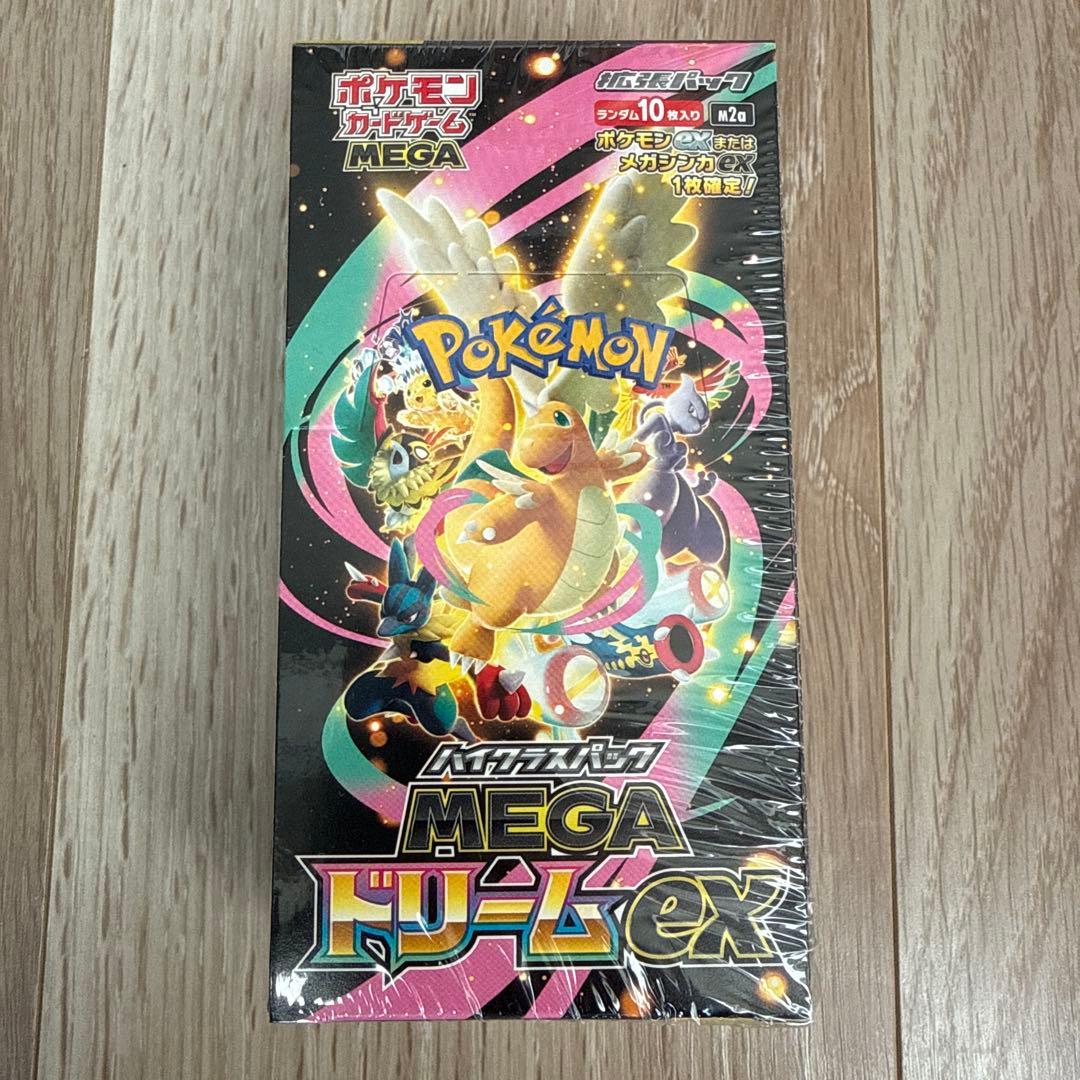 ポケモン
カードゲーム
MEGA
拡張パック
ランダム10枚入り M2a
ポケモンexまたは
メガシンカex
1枚確定!
POKéMON
TM
ハイクラスパック
MEGA
ドリームex